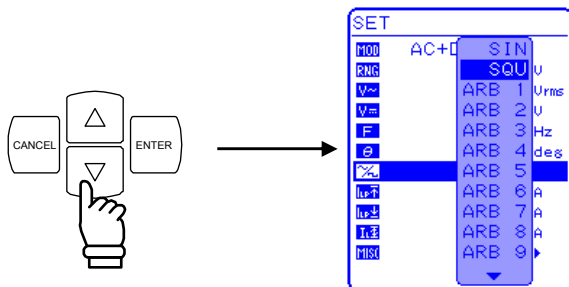 CANCEL
ENTER
SET
MOD AC+D SIN
RNG SQU V
V~ ARB 1 Vrms
V= ARB 2 V
F ARB 3 Hz
θ ARB 4 deg
ARB 5
ARB 6 A
ARB 7 A
ARB 8 A
MISC ARB 9